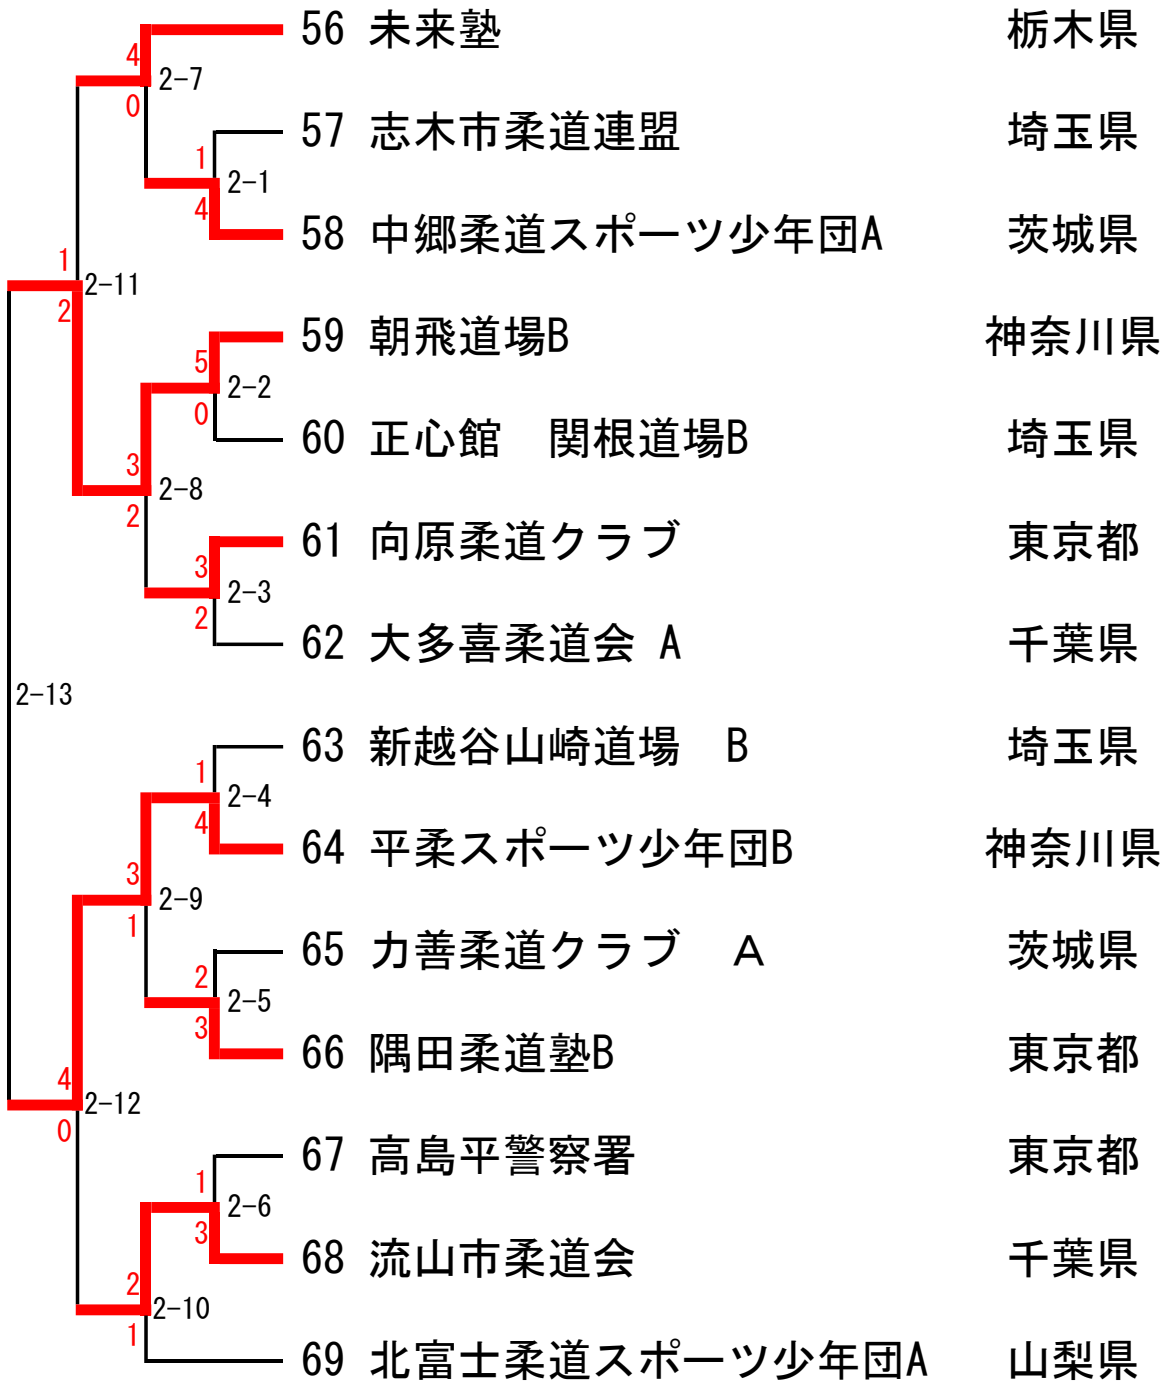 56 未来塾 栃木県
4
2-7
0
57 志木市柔道連盟 埼玉県
1
2-1
4
58 中郷柔道スポーツ少年団A 茨城県
1
2-11
2
59 朝飛道場B 神奈川県
5
2-2
0
60 正心館　関根道場B 埼玉県
3
2-8
2
61 向原柔道クラブ 東京都
3
2-3
2
62 大多喜柔道会 A 千葉県
2-13
63 新越谷山崎道場　B 埼玉県
1
2-4
4
64 平柔スポーツ少年団B 神奈川県
3
2-9
1
65 力善柔道クラブ　Ａ 茨城県
2
2-5
3
66 隅田柔道塾B 東京都
4
2-12
0
67 高島平警察署 東京都
1
2-6
3
68 流山市柔道会 千葉県
2
2-10
1
69 北富士柔道スポーツ少年団A 山梨県